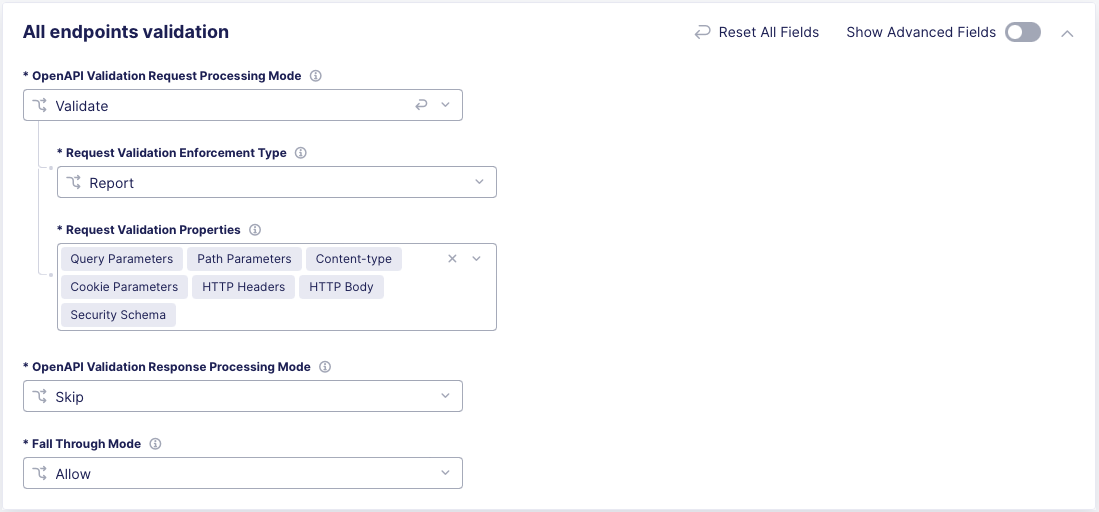 All endpoints validation
Reset All Fields
Show Advanced Fields
* OpenAPI Validation Request Processing Mode
Validate
* Request Validation Enforcement Type
Report
* Request Validation Properties
Query Parameters Path Parameters Content-type
Cookie Parameters HTTP Headers HTTP Body
Security Schema
* OpenAPI Validation Response Processing Mode
Skip
* Fall Through Mode
Allow